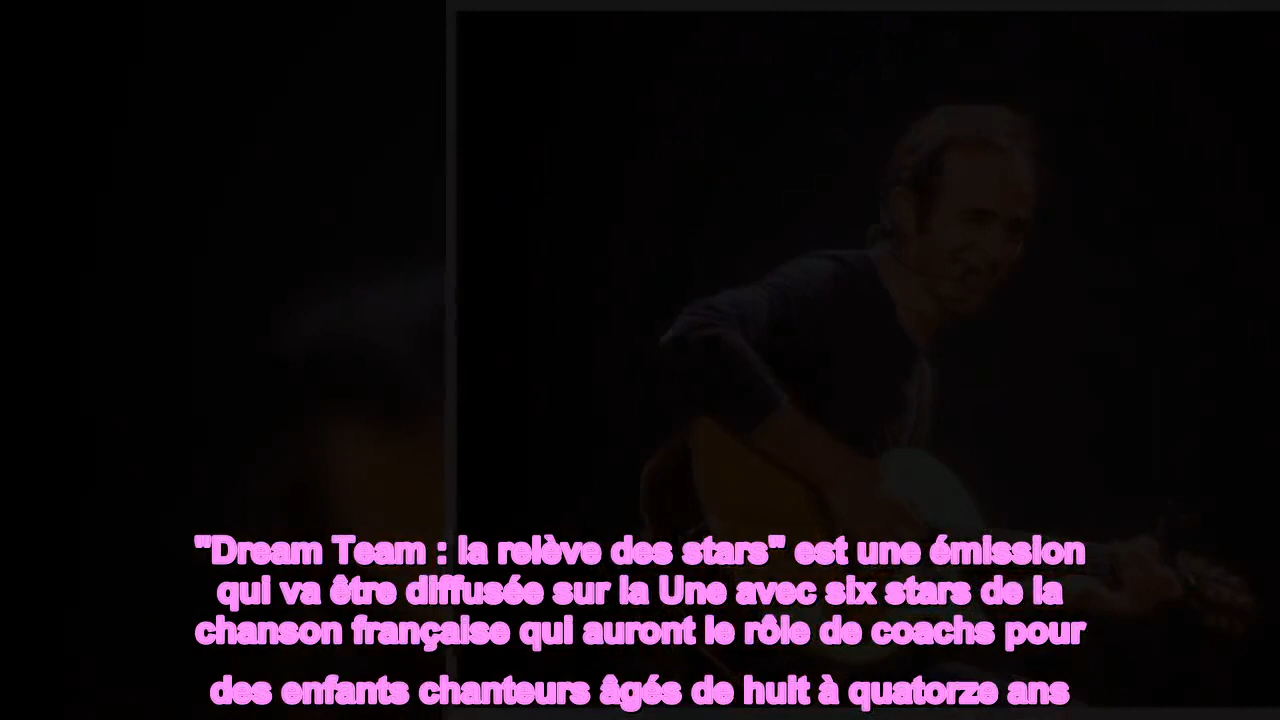 "Dream Team : la relève des stars" est une émission
qui va être diffusée sur la Une avec six stars de la
chanson française qui auront le rôle de coachs pour
des enfants chanteurs âgés de huit à quatorze ans